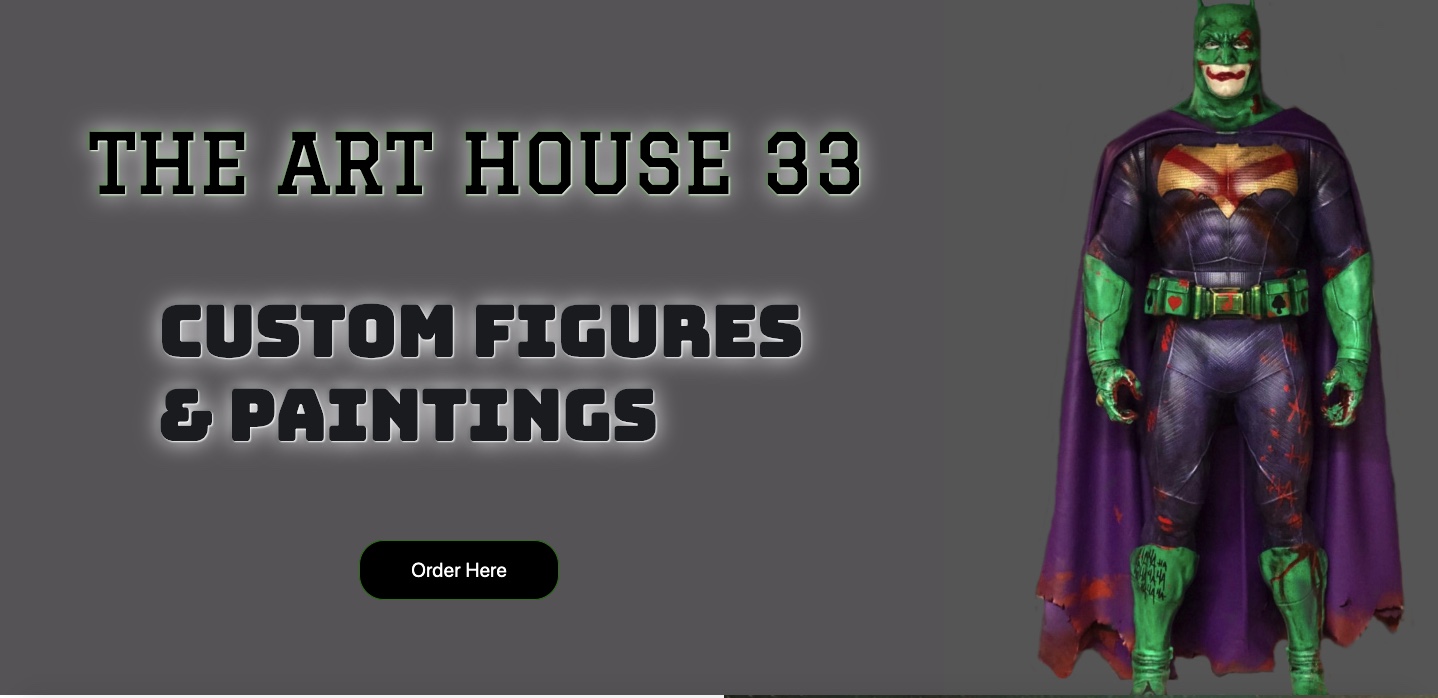 THE ART HOUSE 33
CUSTOM FIGURES
& PAINTINGS
Order Here